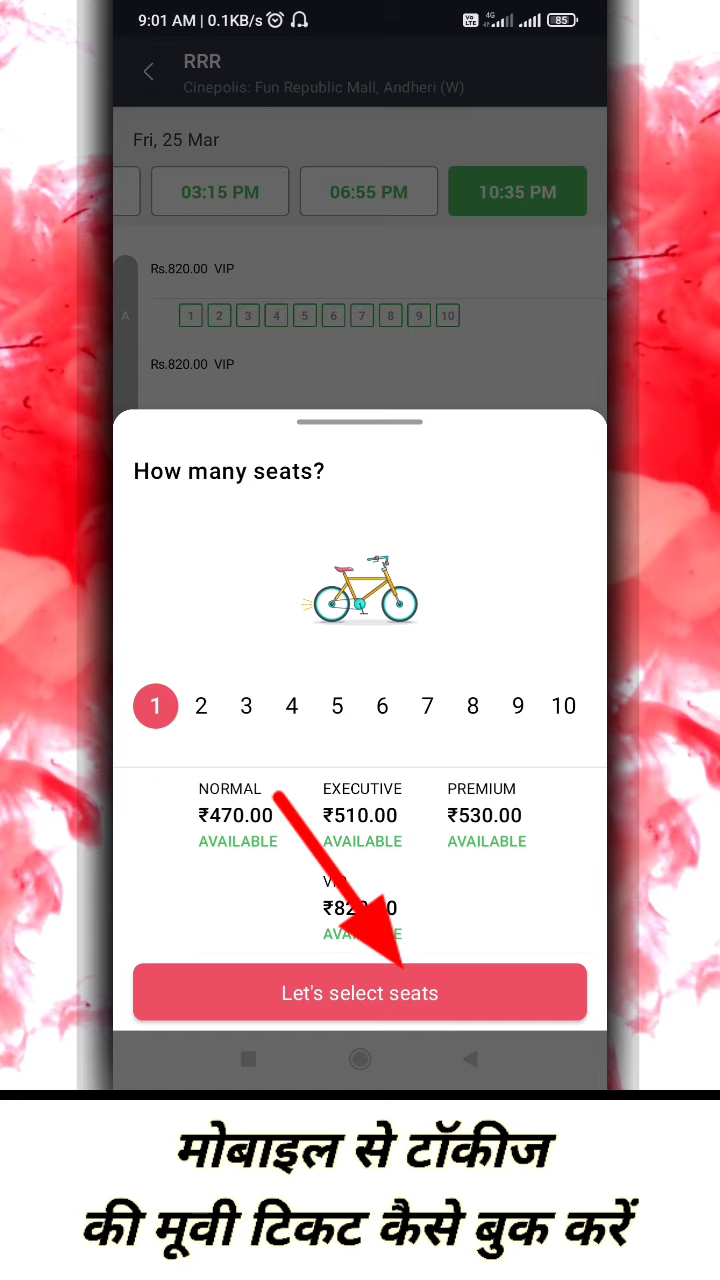 9:01 AM | 0.1KB/s 4G 85
RRR
Cinepolis: Fun Republic Mall, Andheri (W)
Fri, 25 Mar
03:15 PM 06:55 PM 10:35 PM
Rs.820.00 VIP
A 1 2 3 4 5 6 7 8 9 10
Rs.820.00 VIP
How many seats?
1 2 3 4 5 6 7 8 9 10
NORMAL EXECUTIVE PREMIUM
₹470.00 ₹510.00 ₹530.00
AVAILABLE AVAILABLE AVAILABLE
Let's select seats
मोबाइल से टॉकीज
की मूवी टिकट कैसे बुक करें